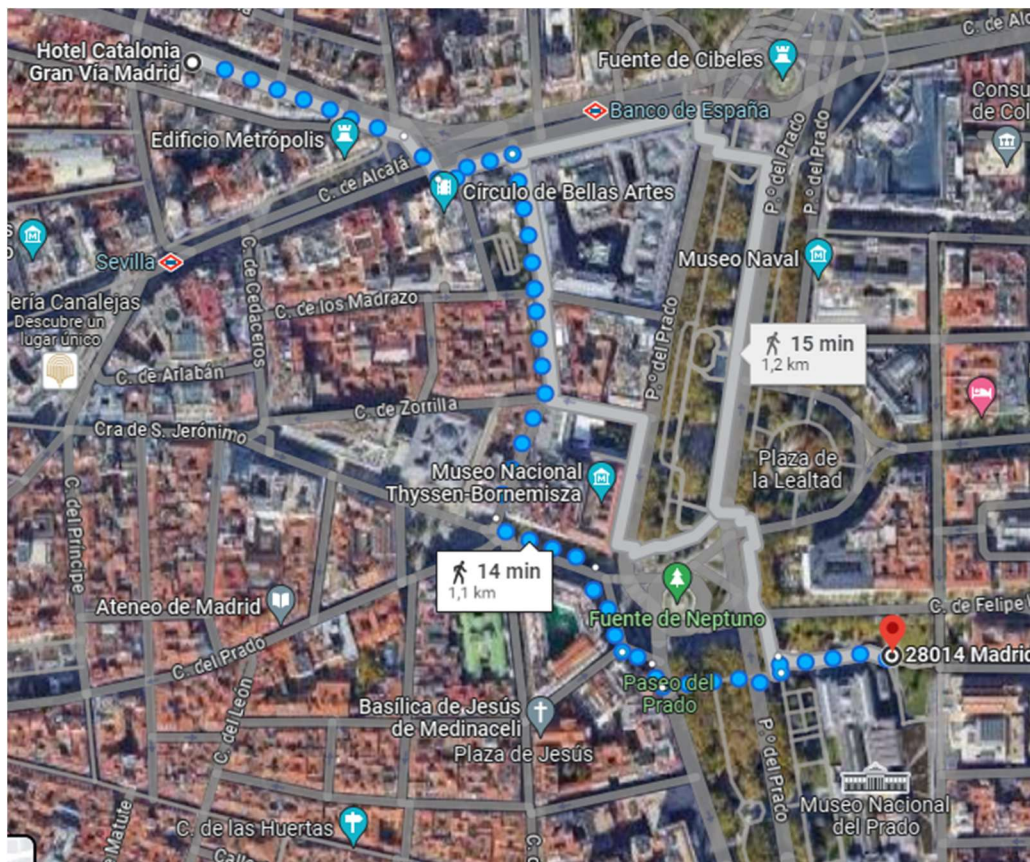 Hotel Catalonia
Gran Vía Madrid
C. de Alc
Fuente de Cibeles
Banco de España
Consu
de Col
Edificio Metrópolis
C. de Alcalá
Círculo de Bellas Artes
P.º del Prado
P.º del Prado
Sevilla
Museo Naval
C. de Cedaceros
lería Canalejas
Descubre un
lugar único
C. de los Madrazo
P.º del Prado
15 min
1,2 km
C. de Arlabán
C. de Zorrilla
Cra de S. Jerónimo
Museo Nacional
Thyssen-Bornemisza
Plaza de
la Lealtad
C. del Príncipe
14 min
1,1 km
Ateneo de Madrid
Fuente de Neptuno
C. de Felipe
C. del Prado
28014 Madrid
C. del León
Paseo del
Prado
Basílica de Jesús
de Medinaceli
Plaza de Jesús
P.º del Prado
Museo Nacional
del Prado
C. de las Huertas
e Matute
Calle
C. d